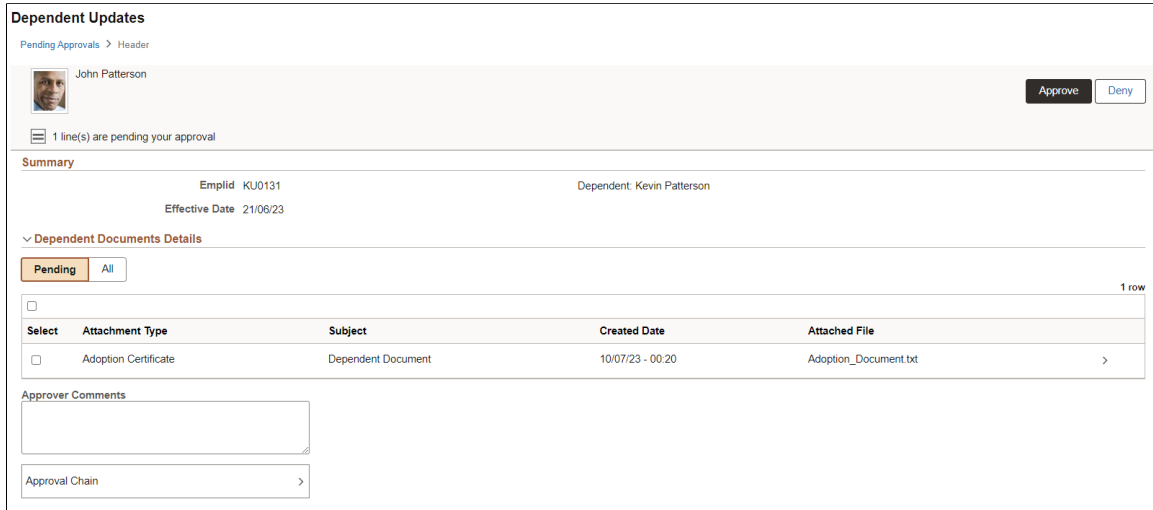 Dependent Updates
Pending Approvals > Header
John Patterson
Approve Deny
1 line(s) are pending your approval
Summary
Emplid KU0131 Dependent: Kevin Patterson
Effective Date 21/06/23
Dependent Documents Details
Pending All
1 row
Select Attachment Type Subject Created Date Attached File
Adoption Certificate Dependent Document 10/07/23 - 00:20 Adoption_Document.txt
Approver Comments
Approval Chain